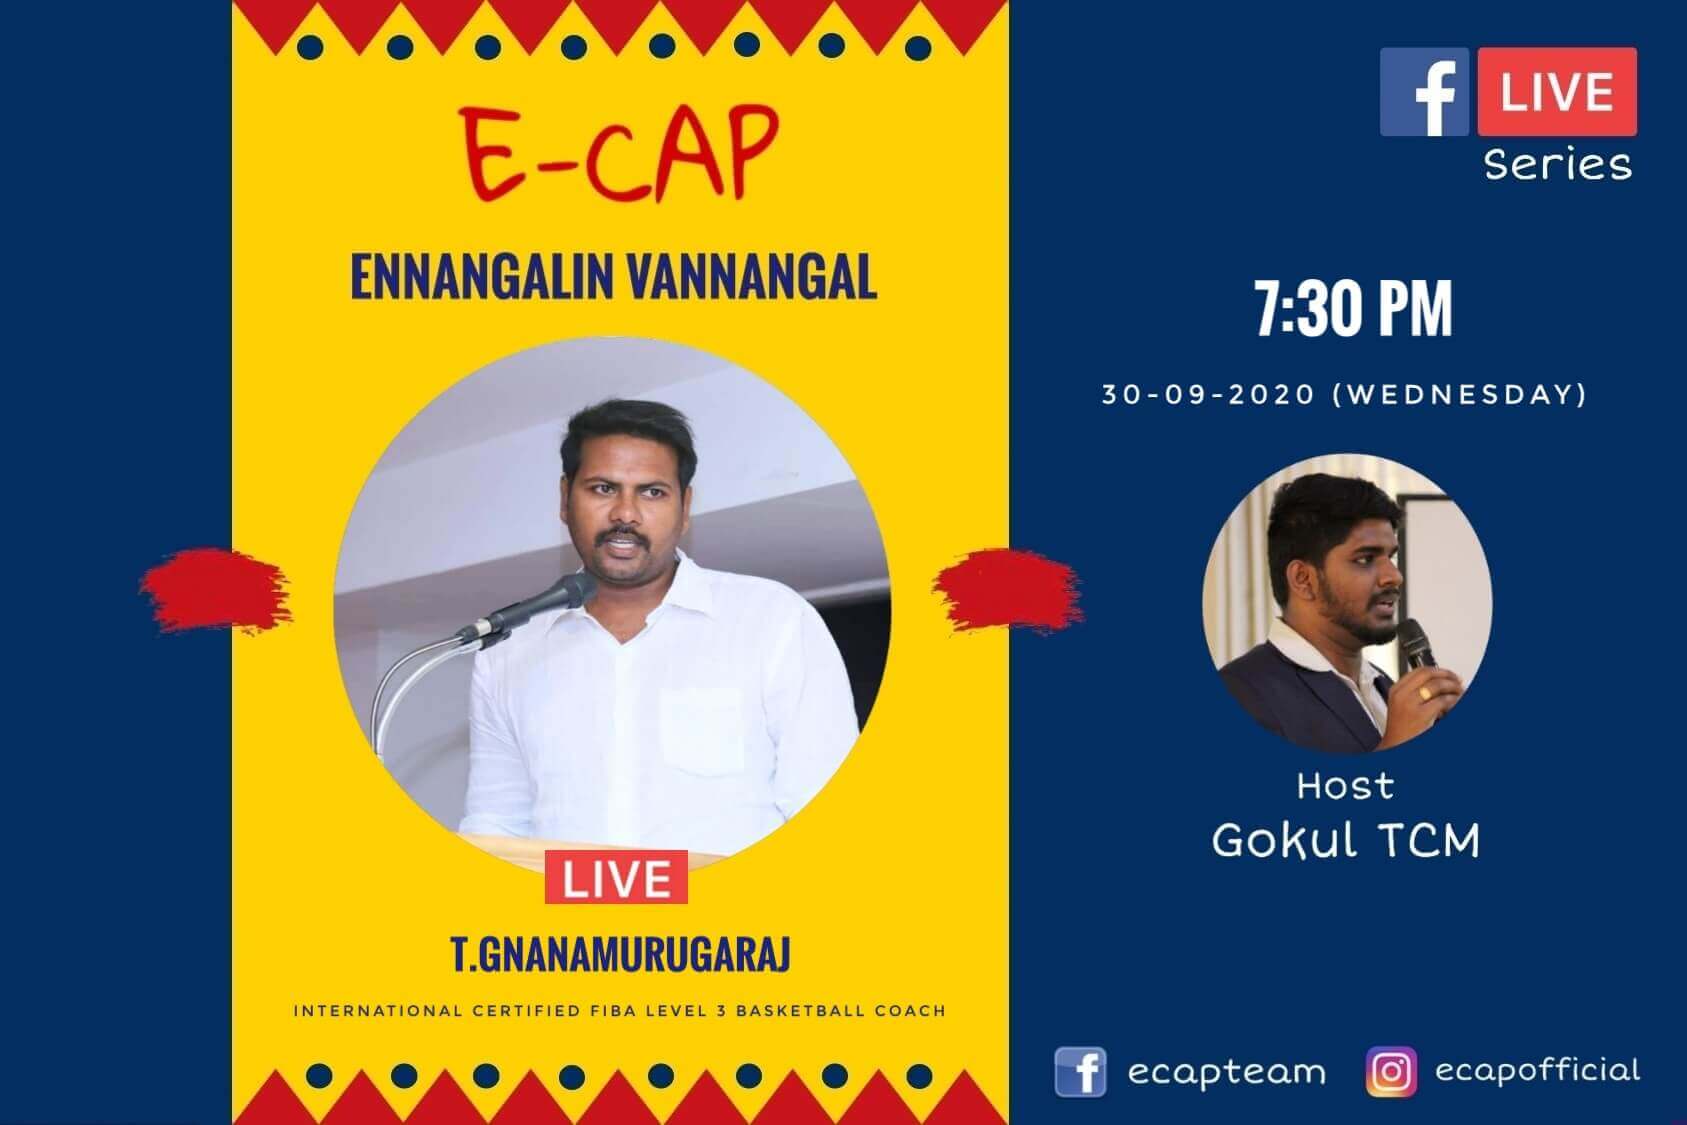 E-CAP
ENNANGALIN VANNANGAL
LIVE
T.GNANAMURUGARAJ
INTERNATIONAL CERTIFIED FIBA LEVEL 3 BASKETBALL COACH
f LIVE
Series
7:30 PM
30-09-2020 (WEDNESDAY)
Host
Gokul TCM
f ecapteam ecapofficial